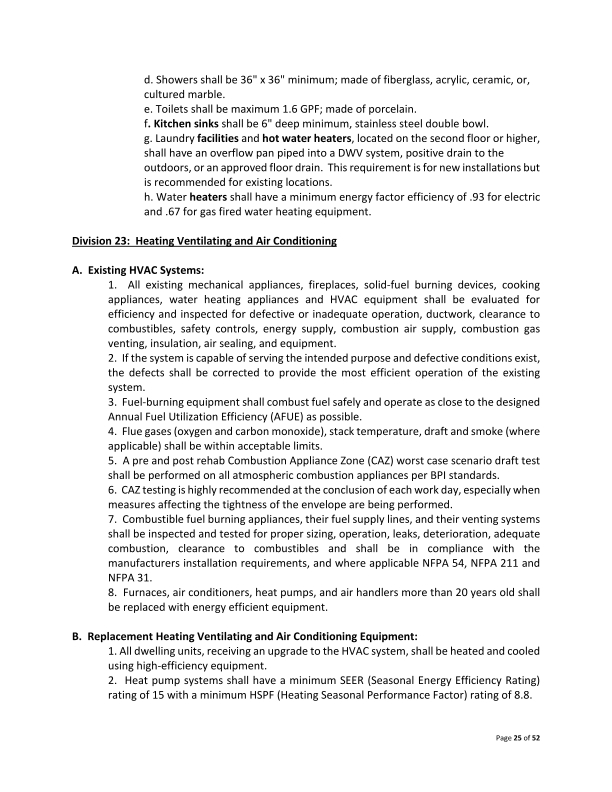 d. Showers shall be 36" x 36" minimum; made of fiberglass, acrylic, ceramic, or,
cultured marble.
e. Toilets shall be maximum 1.6 GPF; made of porcelain.
f. Kitchen sinks shall be 6" deep minimum, stainless steel double bowl.
g. Laundry facilities and hot water heaters, located on the second floor or higher,
shall have an overflow pan piped into a DWV system, positive drain to the
outdoors, or an approved floor drain. This requirement is for new installations but
is recommended for existing locations.
h. Water heaters shall have a minimum energy factor efficiency of .93 for electric
and .67 for gas fired water heating equipment.
Division 23: Heating Ventilating and Air Conditioning
A. Existing HVAC Systems:
1. All existing mechanical appliances, fireplaces, solid-fuel burning devices, cooking
appliances, water heating appliances and HVAC equipment shall be evaluated for
efficiency and inspected for defective or inadequate operation, ductwork, clearance to
combustibles, safety controls, energy supply, combustion air supply, combustion gas
venting, insulation, air sealing, and equipment.
2. If the system is capable of serving the intended purpose and defective conditions exist,
the defects shall be corrected to provide the most efficient operation of the existing
system.
3. Fuel-burning equipment shall combust fuel safely and operate as close to the designed
Annual Fuel Utilization Efficiency (AFUE) as possible.
4. Flue gases (oxygen and carbon monoxide), stack temperature, draft and smoke (where
applicable) shall be within acceptable limits.
5. A pre and post rehab Combustion Appliance Zone (CAZ) worst case scenario draft test
shall be performed on all atmospheric combustion appliances per BPI standards.
6. CAZ testing is highly recommended at the conclusion of each work day, especially when
measures affecting the tightness of the envelope are being performed.
7. Combustible fuel burning appliances, their fuel supply lines, and their venting systems
shall be inspected and tested for proper sizing, operation, leaks, deterioration, adequate
combustion, clearance to combustibles and shall be in compliance with the
manufacturers installation requirements, and where applicable NFPA 54, NFPA 211 and
NFPA 31.
8. Furnaces, air conditioners, heat pumps, and air handlers more than 20 years old shall
be replaced with energy efficient equipment.
B. Replacement Heating Ventilating and Air Conditioning Equipment:
1. All dwelling units, receiving an upgrade to the HVAC system, shall be heated and cooled
using high-efficiency equipment.
2. Heat pump systems shall have a minimum SEER (Seasonal Energy Efficiency Rating)
rating of 15 with a minimum HSPF (Heating Seasonal Performance Factor) rating of 8.8.
Page 25 of 52